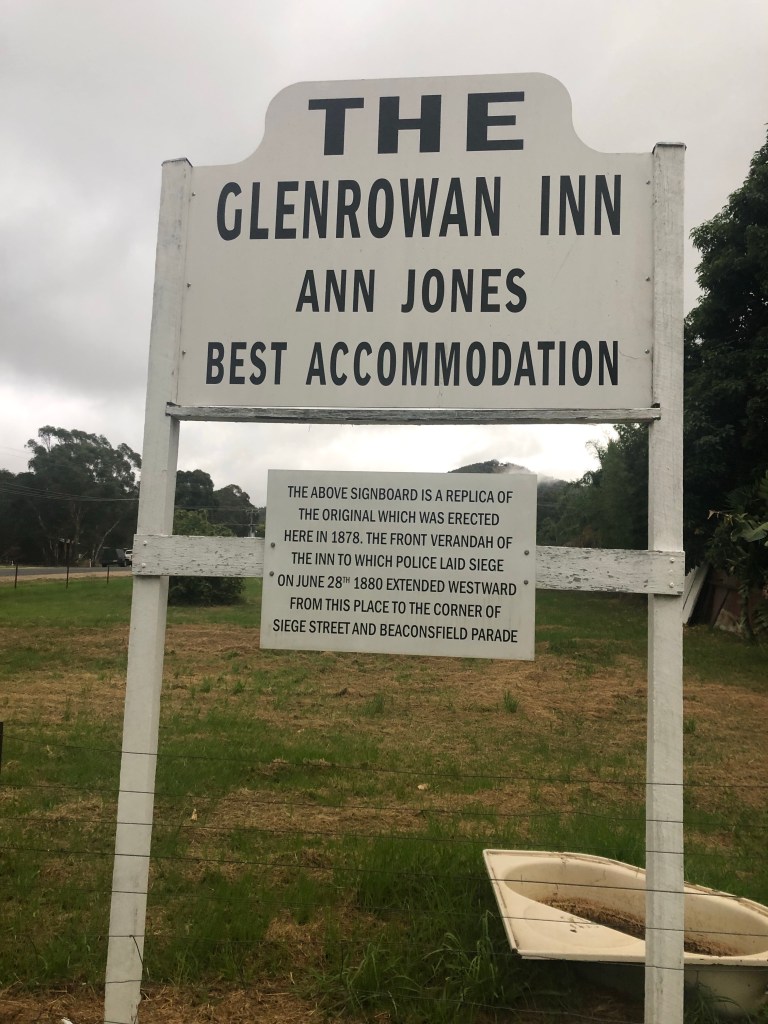 THE
GLENROWAN INN
ANN JONES
BEST ACCOMMODATION
THE ABOVE SIGNBOARD IS A REPLICA OF
THE ORIGINAL WHICH WAS ERECTED
HERE IN 1878. THE FRONT VERANDAH OF
THE INN TO WHICH POLICE LAID SIEGE
ON JUNE 28TH 1880 EXTENDED WESTWARD
FROM THIS PLACE TO THE CORNER OF
SIEGE STREET AND BEACONSFIELD PARADE